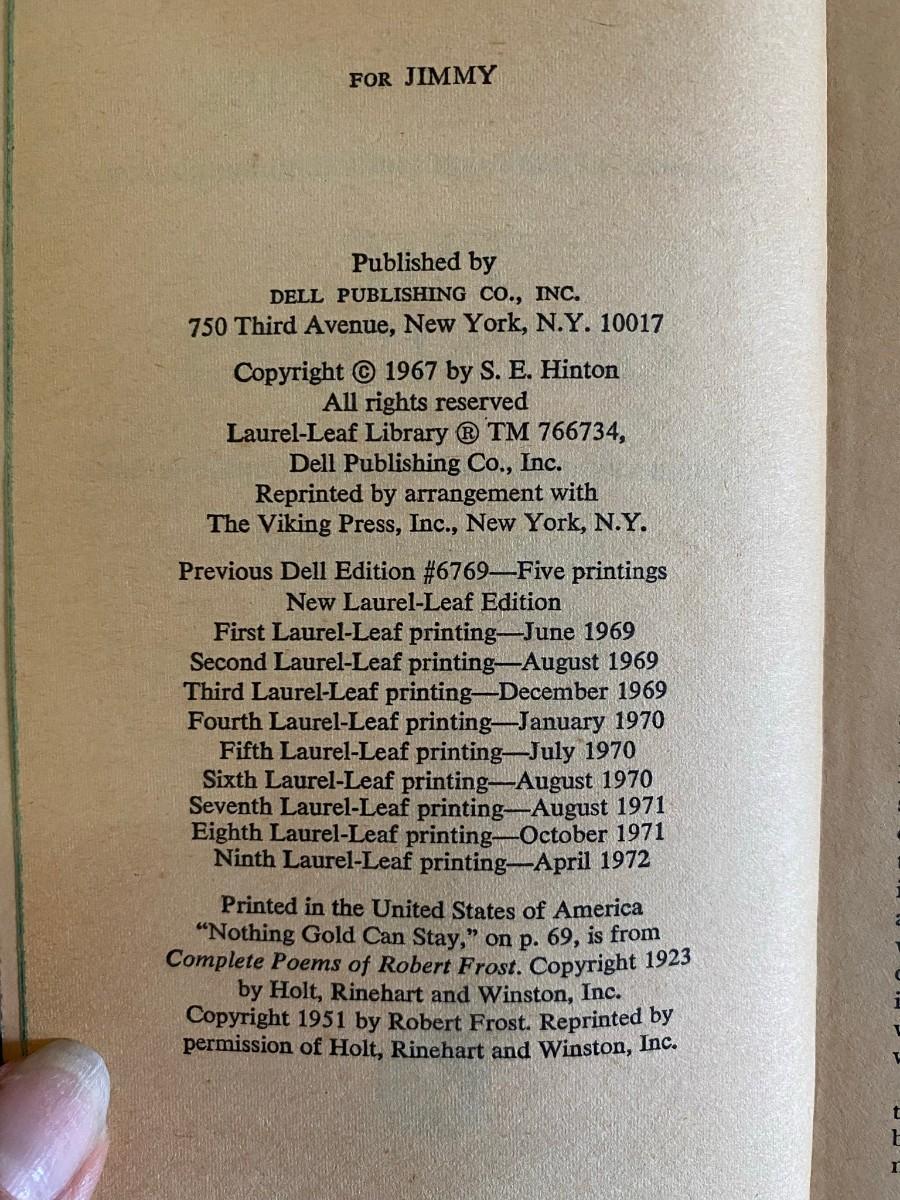 FOR JIMMY
Published by
DELL PUBLISHING CO., INC.
750 Third Avenue, New York, N.Y. 10017
Copyright © 1967 by S. E. Hinton
All rights reserved
Laurel-Leaf Library ® TM 766734,
Dell Publishing Co., Inc.
Reprinted by arrangement with
The Viking Press, Inc., New York, N.Y.
Previous Dell Edition #6769—Five printings
New Laurel-Leaf Edition
First Laurel-Leaf printing—June 1969
Second Laurel-Leaf printing—August 1969
Third Laurel-Leaf printing—December 1969
Fourth Laurel-Leaf printing—January 1970
Fifth Laurel-Leaf printing—July 1970
Sixth Laurel-Leaf printing—August 1970
Seventh Laurel-Leaf printing—August 1971
Eighth Laurel-Leaf printing—October 1971
Ninth Laurel-Leaf printing—April 1972
Printed in the United States of America
“Nothing Gold Can Stay,” on p. 69, is from
Complete Poems of Robert Frost. Copyright 1923
by Holt, Rinehart and Winston, Inc.
Copyright 1951 by Robert Frost. Reprinted by
permission of Holt, Rinehart and Winston, Inc.